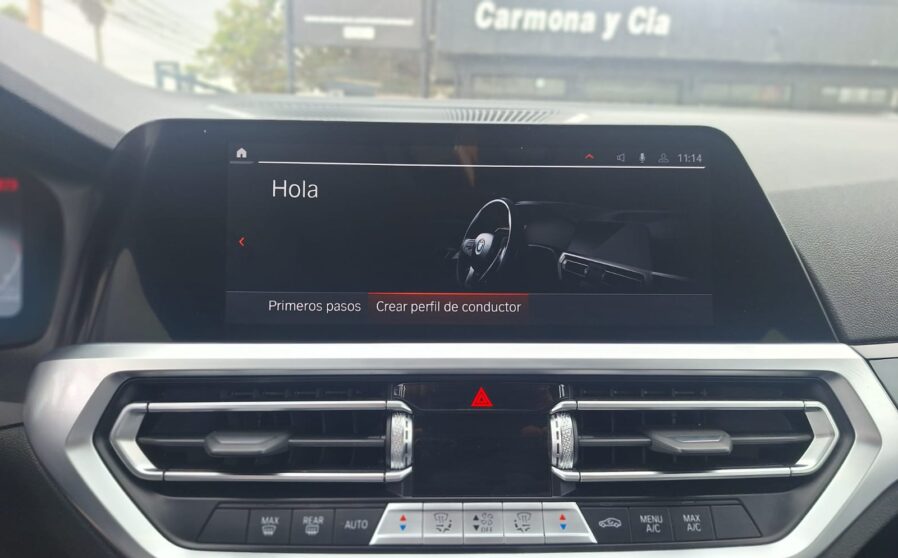 Carmona y Cia
11:14
Hola
Primeros pasos
Crear perfil de conductor
MAX
REAR
AUTO
OFF
MENU
A/C
MAX
A/C